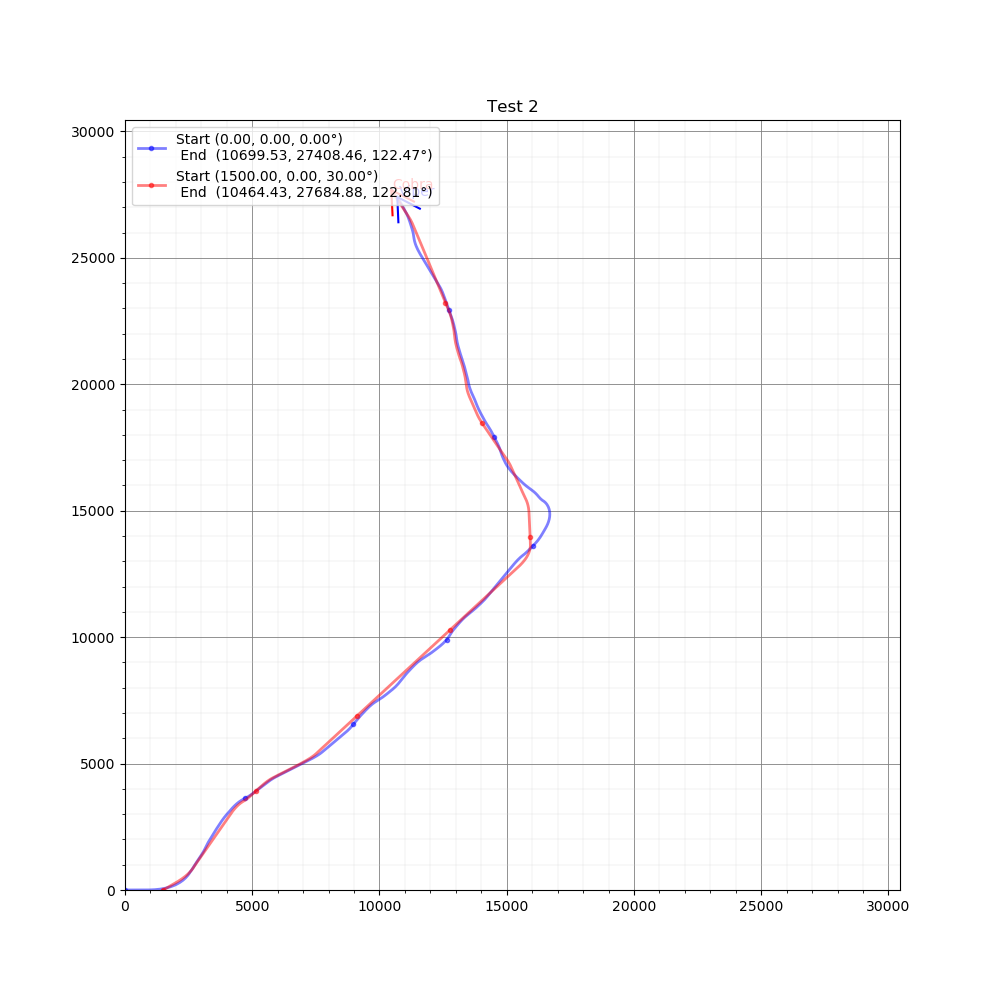 Test 2
Start (0.00, 0.00, 0.00°)
End (10699.53, 27408.46, 122.47°)
Start (1500.00, 0.00, 30.00°)
End (10464.43, 27684.88, 122.81°)
30000
25000
20000
15000
10000
5000
0
0 5000 10000 15000 20000 25000 30000